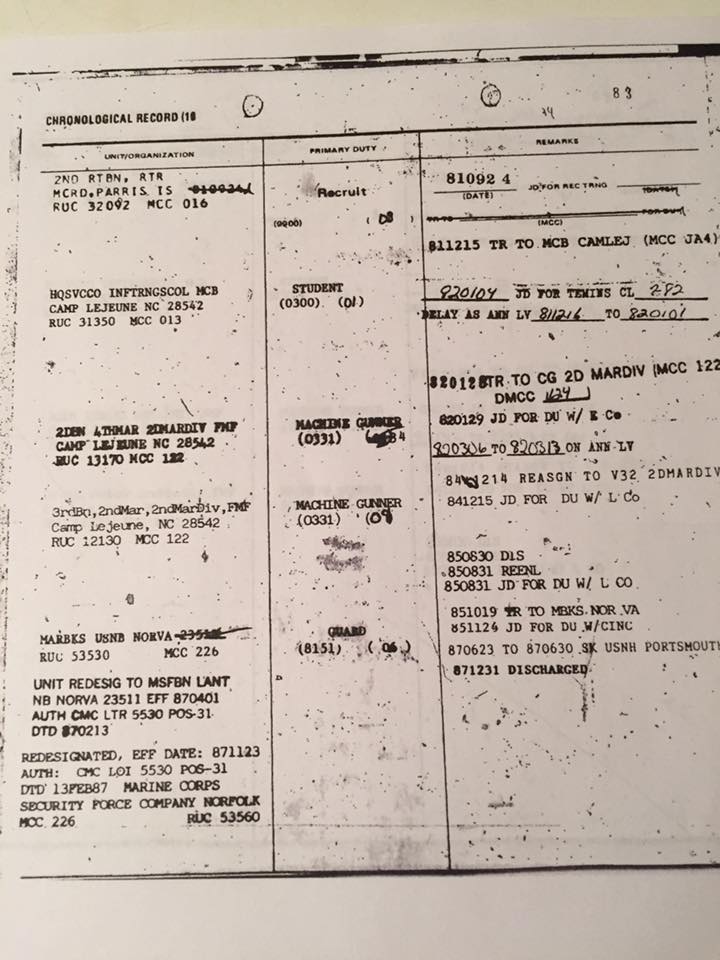 83
CHRONOLOGICAL RECORD (10
UNIT/ORGANIZATION
PRIMARY DUTY
REMARKS
2ND RTBN, RTR
MCRD, PARRIS IS
RUC 32092 MCC 016
Recruit
(9900) ( 08 )
81092 4 JD FOR REC TRNG
(DATE)
(MCC)
811215 TR TO MCB CAMLEJ (MCC JA4)
HQSVCCO INFTRNGSCOL MCB
CAMP LEJEUNE NC 28542
RUC 31350 MCC 013
STUDENT
(0300) (01)
820104 JD FOR TEMINS CL 282
DELAY AS ANN LV 811216 TO 820101
820128 TR TO CG 2D MARDIV (MCC 122
DMCC 1124
2DBN 4THMAR 2DMARDIV FMF
CAMP LEJEUNE NC 28542
RUC 13170 MCC 122
MACHINE GUNNER
(0331)
820129 JD FOR DU W/ E Co
820306 TO 820313 ON ANN LV
214 REASGN TO V32 2DMARDIV
3rdBn,2ndMar,2ndMarDiv,FMF
Camp Lejeune, NC 28542
RUC 12130 MCC 122
MACHINE GUNNER
(0331) (09)
841215 JD FOR DU W/ L Co
850830 DIS
850831 REENL
850831 JD FOR DU W/ L CO
MARBKS USNB NORVA
RUC 53530 MCC 226
GUARD
(8151) ( 06 )
851019 TR TO MBKS NOR VA
851124 JD FOR DU W/CINC
870623 TO 870630 SK USNH PORTSMOUTH
871231 DISCHARGED
UNIT REDESIG TO MSFBN LANT
NB NORVA 23511 EFF 870401
AUTH CMC LTR 5530 POS-31
DTD 870213
REDESIGNATED, EFF DATE: 871123
AUTH: CMC LOI 5530 POS-31
DTD 13FEB87 MARINE CORPS
SECURITY FORCE COMPANY NORFOLK
MCC 226 RUC 53560